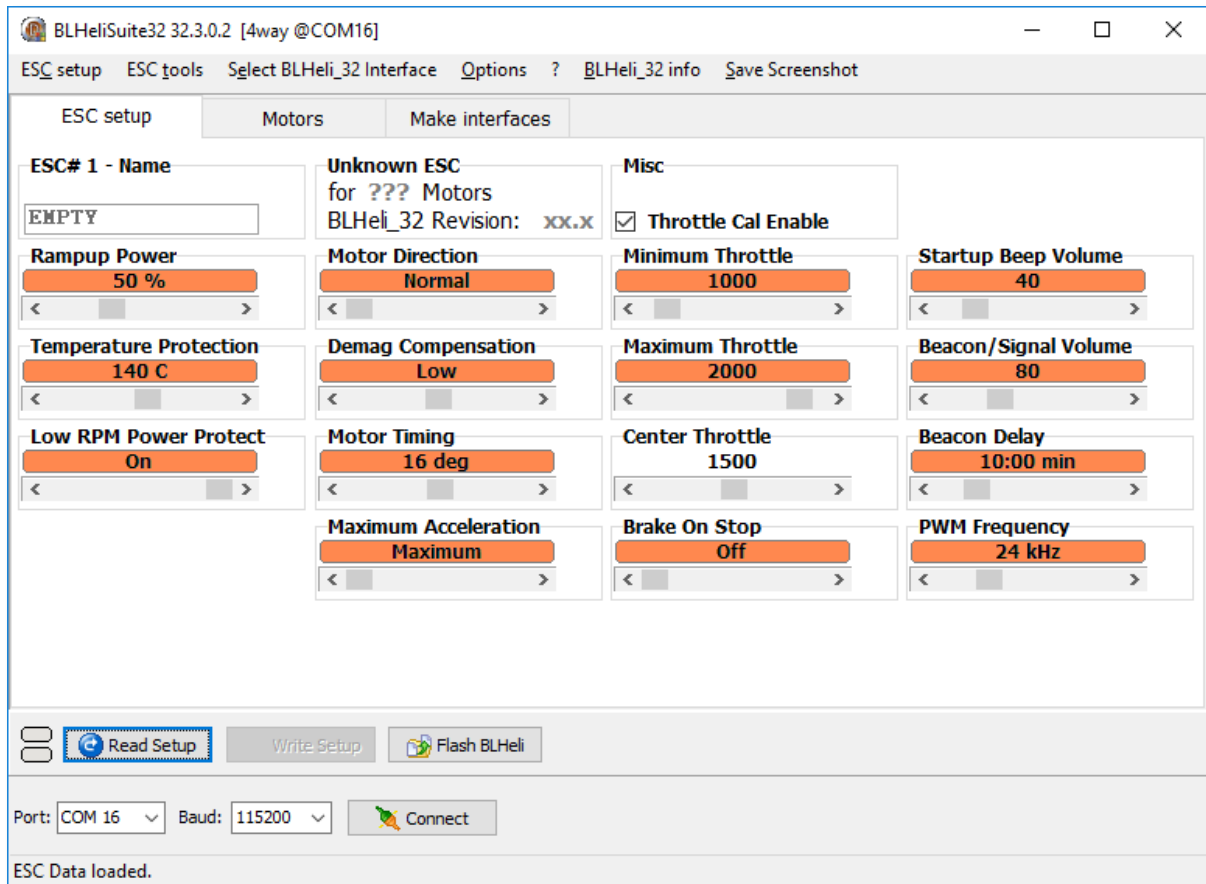 BLHeliSuite32 32.3.0.2 [4way @COM16]
ESC setup ESC tools Select BLHeli_32 Interface Options ? BLHeli_32 info Save Screenshot
ESC setup Motors Make interfaces
ESC# 1 - Name
EMPTY
Unknown ESC
for ??? Motors
BLHeli_32 Revision: xx.x
Misc
Throttle Cal Enable
Rampup Power
50 %
Motor Direction
Normal
Minimum Throttle
1000
Startup Beep Volume
40
Temperature Protection
140 C
Demag Compensation
Low
Maximum Throttle
2000
Beacon/Signal Volume
80
Low RPM Power Protect
On
Motor Timing
16 deg
Center Throttle
1500
Beacon Delay
10:00 min
Maximum Acceleration
Maximum
Brake On Stop
Off
PWM Frequency
24 kHz
Read Setup Write Setup Flash BLHeli
Port: COM 16 Baud: 115200 Connect
ESC Data loaded.